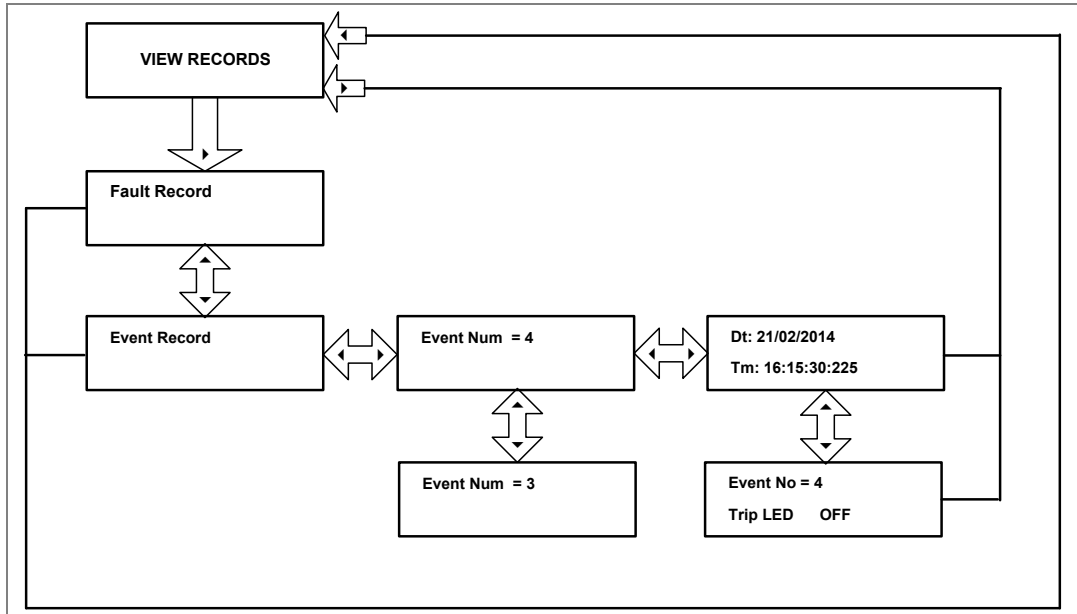 VIEW RECORDS
Fault Record
Event Record
Event Num = 4
Dt: 21/02/2014
Tm: 16:15:30:225
Event Num = 3
Event No = 4
Trip LED OFF